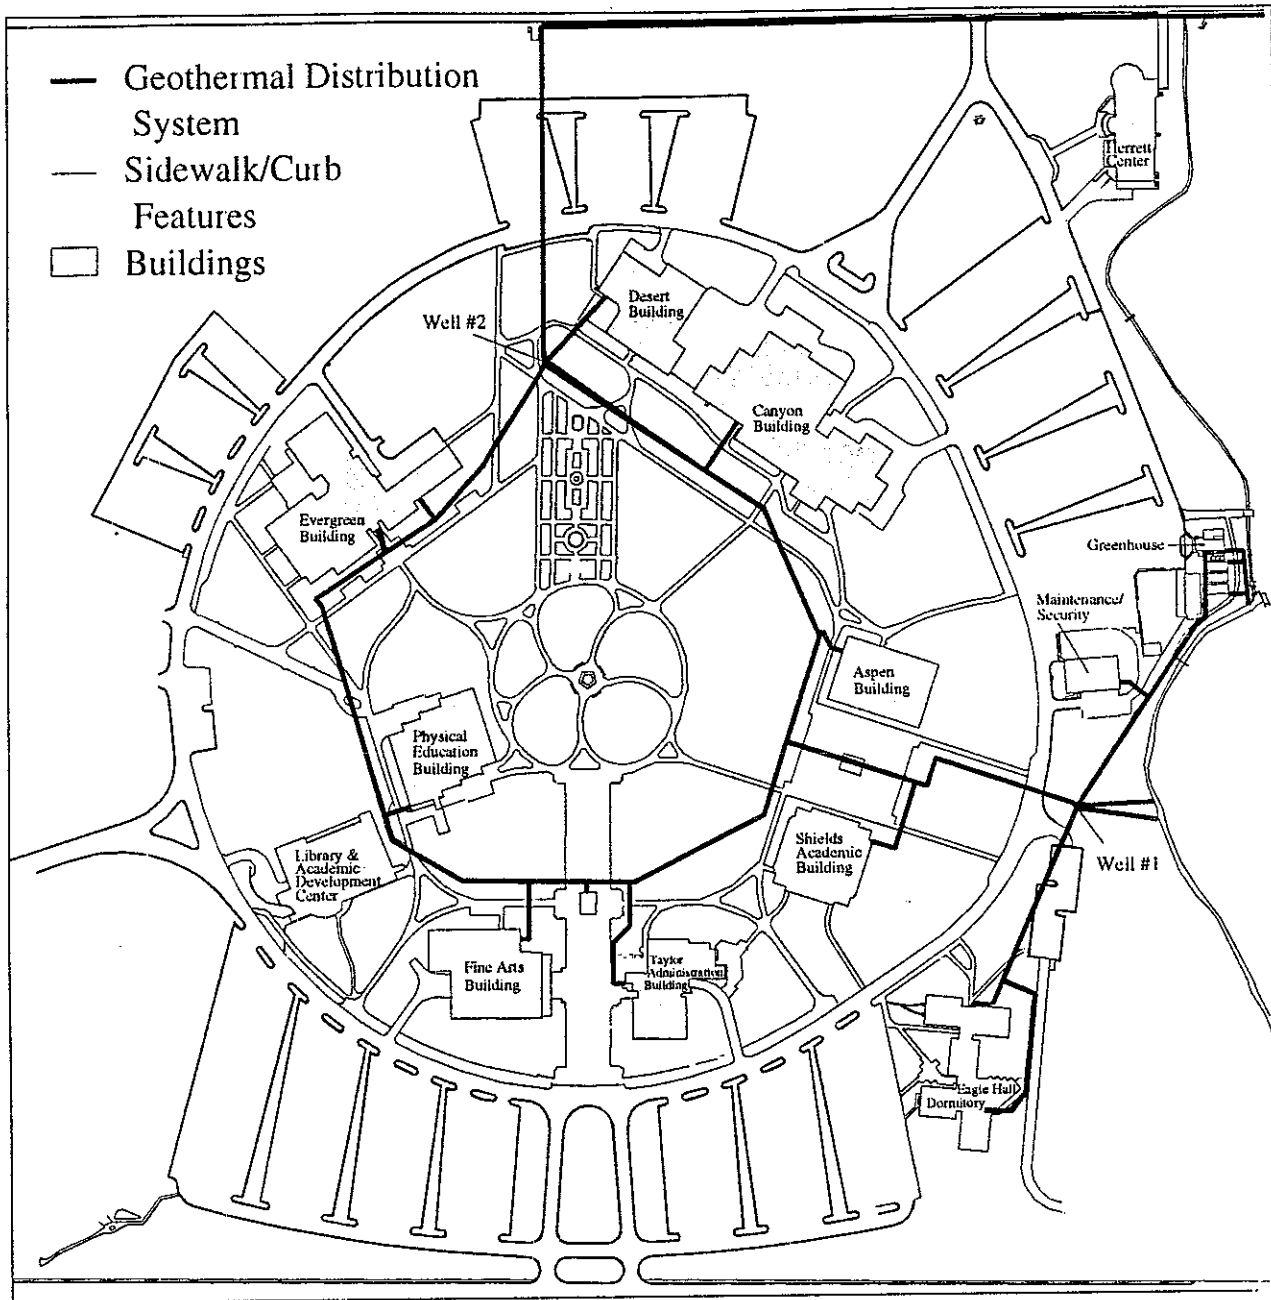 Geothermal Distribution
System
Sidewalk/Curb
Features
Buildings
Herrett
Center
Desert
Building
Well #2
Canyon
Building
Evergreen
Building
Greenhouse
Maintenance/
Security
Aspen
Building
Physical
Education
Building
Shields
Academic
Building
Well #1
Library &
Academic
Development
Center
Fine Arts
Building
Taylor
Administration
Building
Eagle Hall
Dormitory